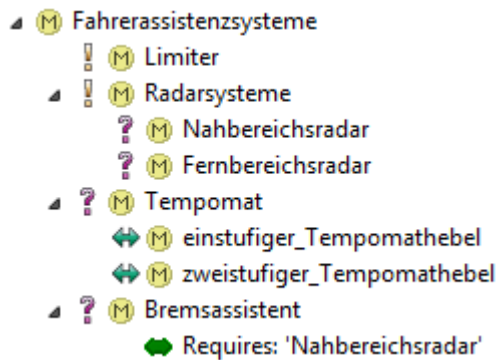 M Fahrerassistenzsysteme
! M Limiter
! M Radarsysteme
? M Nahbereichsradar
? M Fernbereichsradar
? M Tempomat
M einstufiger_Tempomathebel
M zweistufiger_Tempomathebel
? M Bremsassistent
Requires: 'Nahbereichsradar'